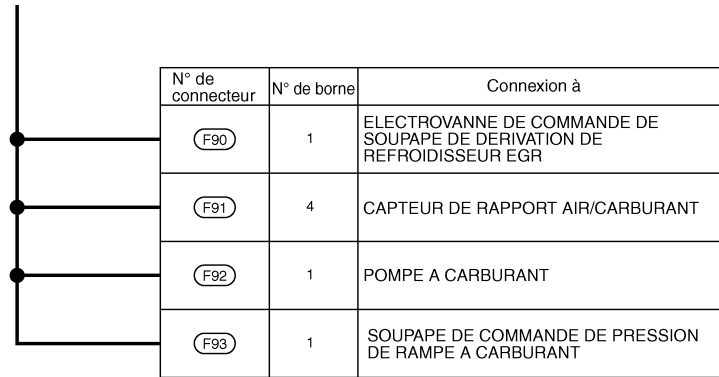 N° de
connecteur
N° de borne
Connexion à
F90
1
ELECTROVANNE DE COMMANDE DE
SOUPAPE DE DERIVATION DE
REFROIDISSEUR EGR
F91
4
CAPTEUR DE RAPPORT AIR/CARBURANT
F92
1
POMPE A CARBURANT
F93
1
SOUPAPE DE COMMANDE DE PRESSION
DE RAMPE A CARBURANT